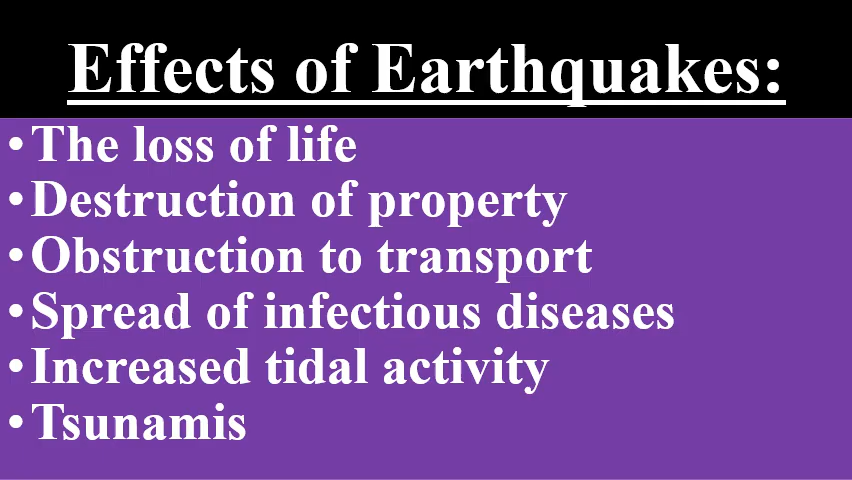 Effects of Earthquakes:
•The loss of life
•Destruction of property
•Obstruction to transport
•Spread of infectious diseases
•Increased tidal activity
•Tsunamis